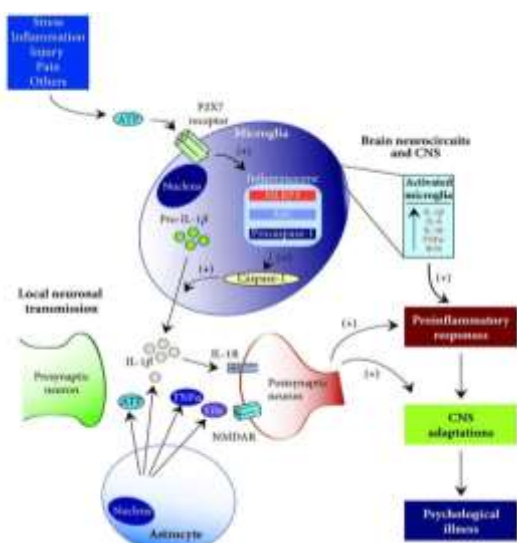 Stress
Inflammation
Injury
Pain
Others
ATP
P2X7
receptor
Microglia
(+)
Brain neurocircuits
and CNS
Nucleus
Inflammasome
Activated
microglia
Pro-IL-1β
Procaspase-1
IL-1β
IL-6
TNFα
(+)
(+)
Caspase-1
(+)
Local neuronal
transmission
Proinflammatory
responses
(+)
IL-1β
IL-1R
Presynaptic
neuron
Postsynaptic
neuron
(+)
ATP
TNFα
NMDAR
CNS
adaptations
Nucleus
Astrocyte
Psychological
illness